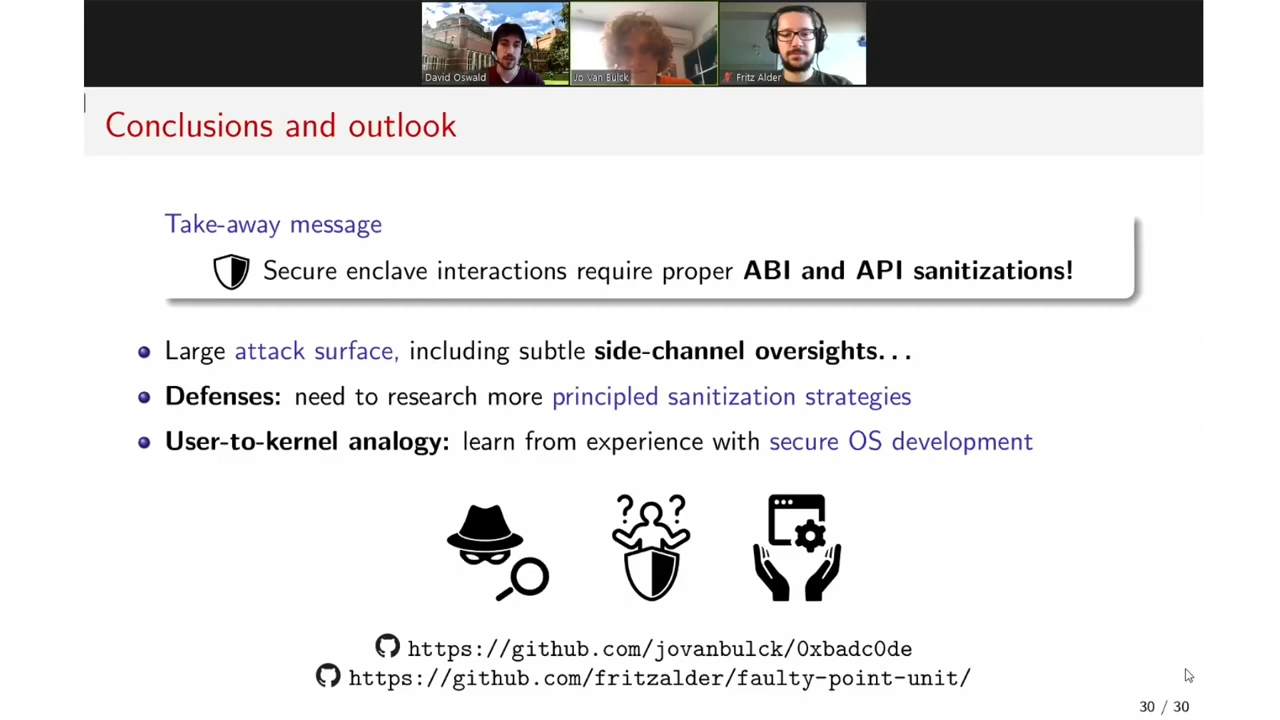 David Oswald
Jo Van Bulck
Fritz Alder
Conclusions and outlook
Take-away message
Secure enclave interactions require proper ABI and API sanitizations!
Large attack surface, including subtle side-channel oversights...
Defenses: need to research more principled sanitization strategies
User-to-kernel analogy: learn from experience with secure OS development
? ?
https://github.com/jovanbulck/0xbadc0de
https://github.com/fritzalder/faulty-point-unit/
30 / 30